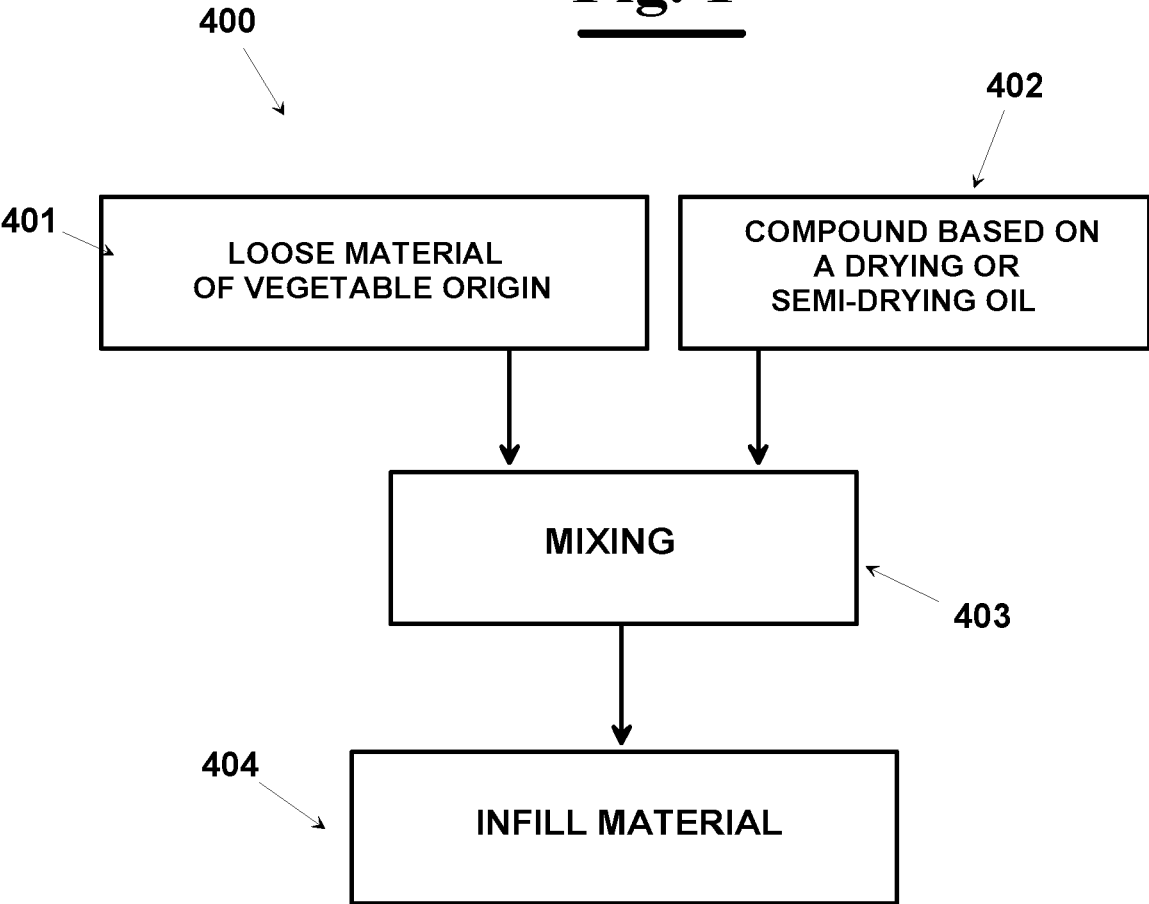 400
402
401
LOOSE MATERIAL
OF VEGETABLE ORIGIN
COMPOUND BASED ON
A DRYING OR
SEMI-DRYING OIL
MIXING
403
404
INFILL MATERIAL